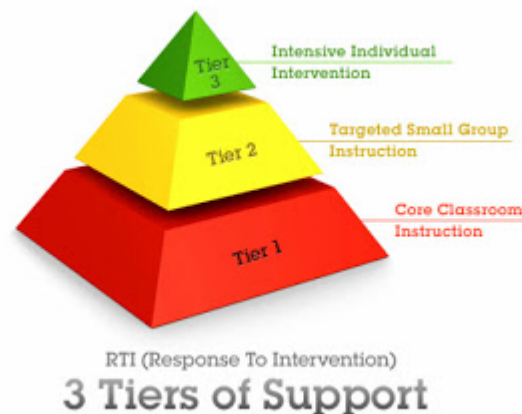 Tier
3
Intensive Individual
Intervention
Tier 2
Targeted Small Group
Instruction
Tier 1
Core Classroom
Instruction
RTI (Response To Intervention)
3 Tiers of Support